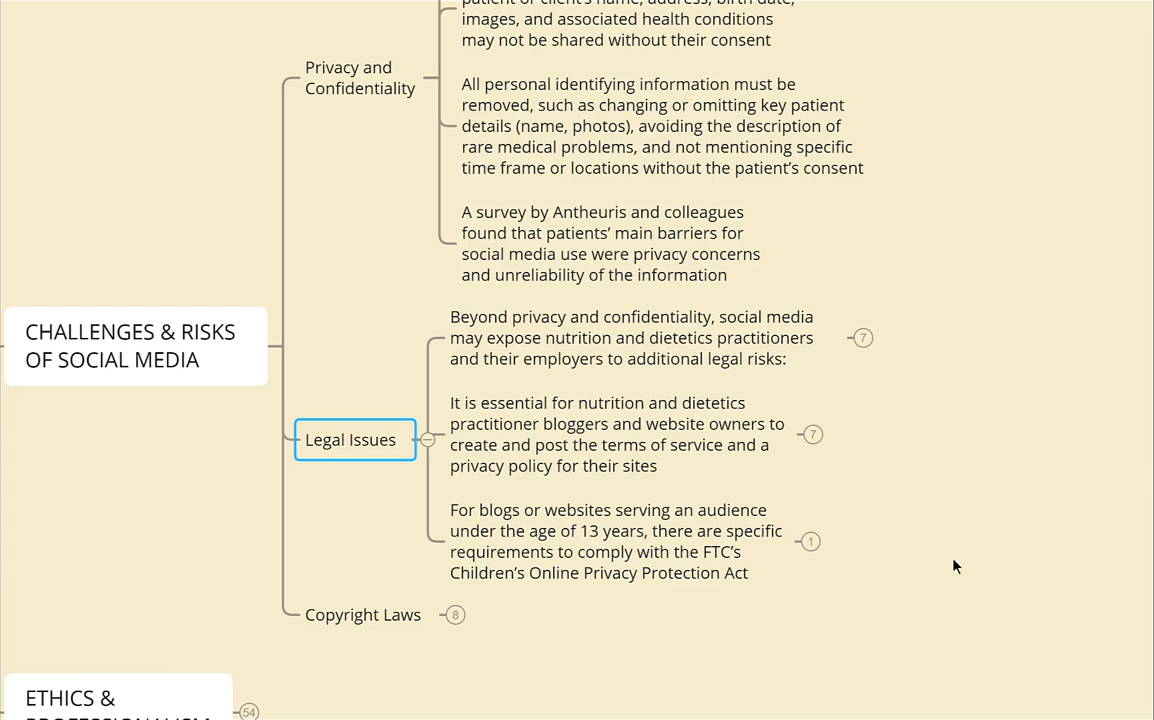 patient or client's name, address, birth date,
images, and associated health conditions
may not be shared without their consent
Privacy and
Confidentiality
All personal identifying information must be
removed, such as changing or omitting key patient
details (name, photos), avoiding the description of
rare medical problems, and not mentioning specific
time frame or locations without the patient’s consent
A survey by Antheuris and colleagues
found that patients’ main barriers for
social media use were privacy concerns
and unreliability of the information
CHALLENGES & RISKS
OF SOCIAL MEDIA
Beyond privacy and confidentiality, social media
may expose nutrition and dietetics practitioners
and their employers to additional legal risks:
7
Legal Issues
It is essential for nutrition and dietetics
practitioner bloggers and website owners to
create and post the terms of service and a
privacy policy for their sites
7
For blogs or websites serving an audience
under the age of 13 years, there are specific
requirements to comply with the FTC’s
Children’s Online Privacy Protection Act
1
Copyright Laws
8
ETHICS &
PROFESSIONALISM
54